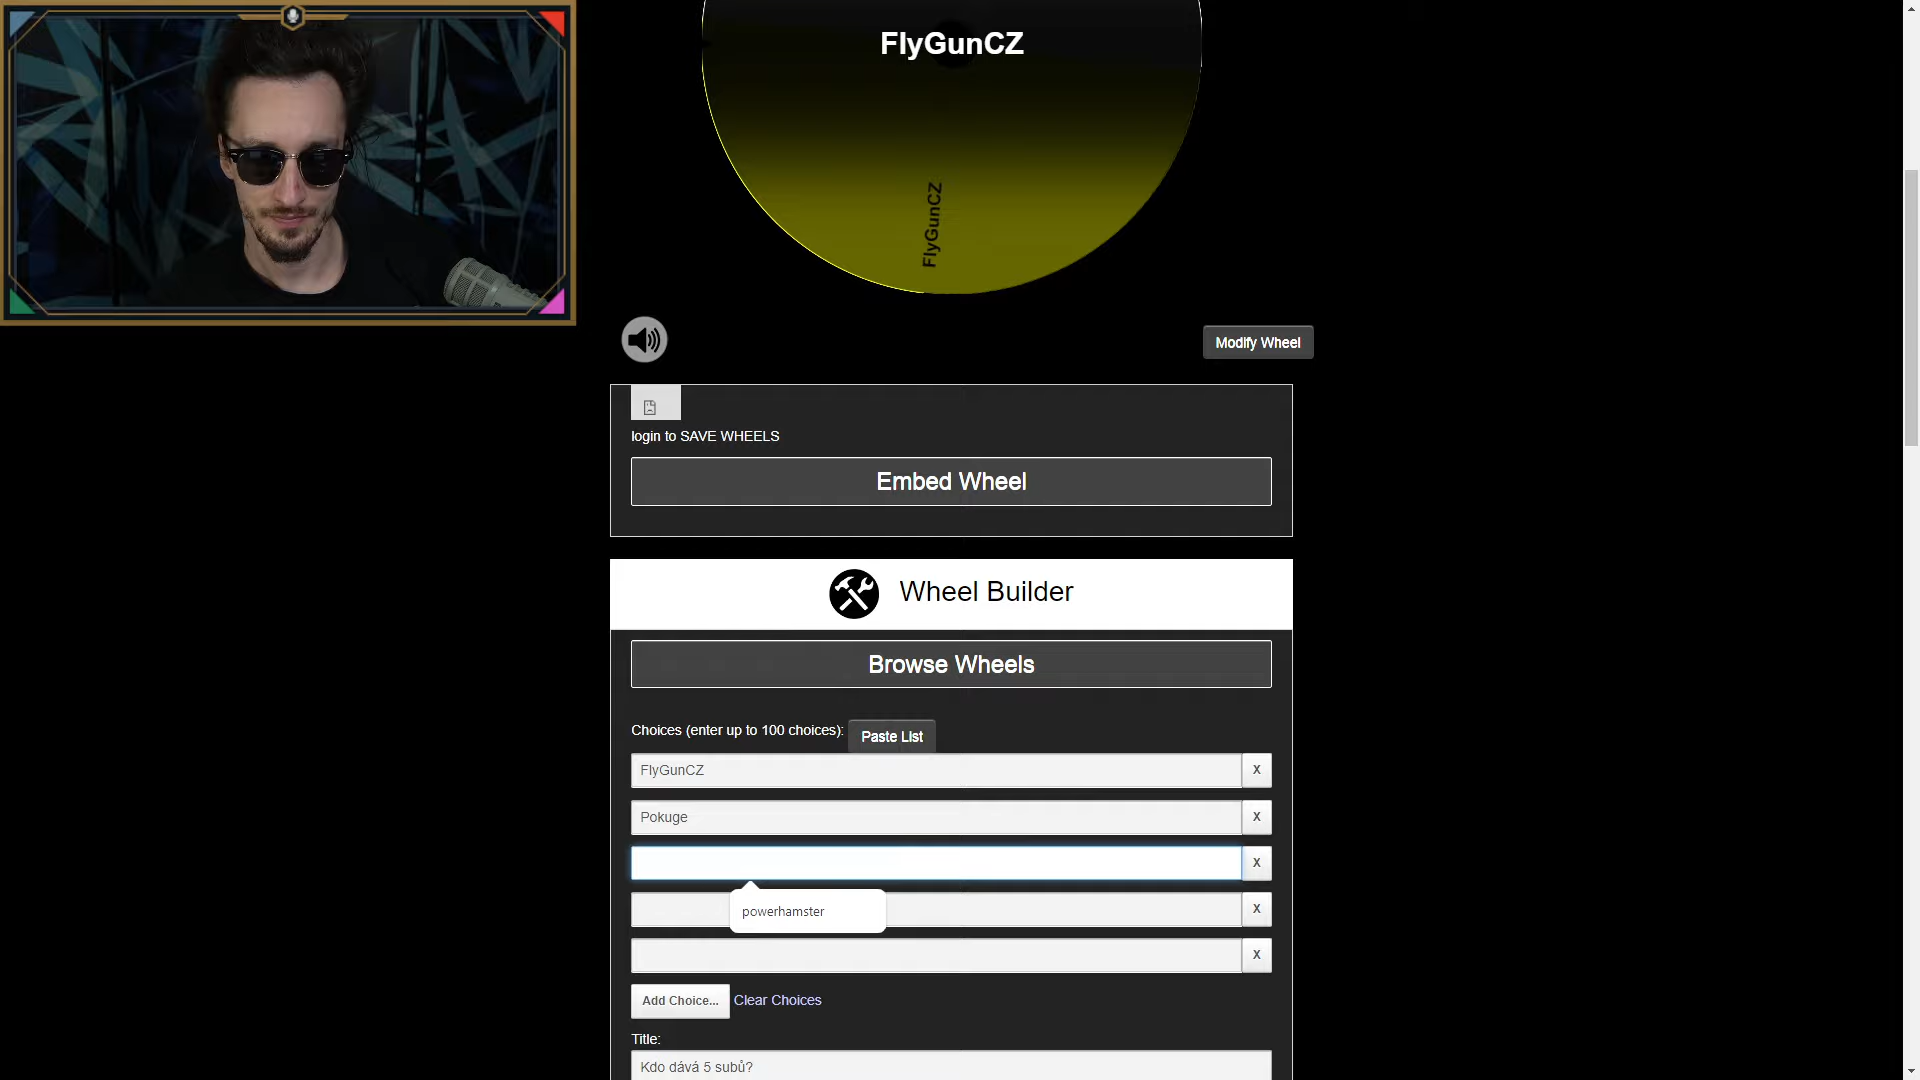 FlyGunCZ
FlyGunCZ
Modify Wheel
login to SAVE WHEELS
Embed Wheel
Wheel Builder
Browse Wheels
Choices (enter up to 100 choices): Paste List
FlyGunCZ X
Pokuge X
X
powerhamster X
X
Add Choice... Clear Choices
Title:
Kdo dává 5 subů?